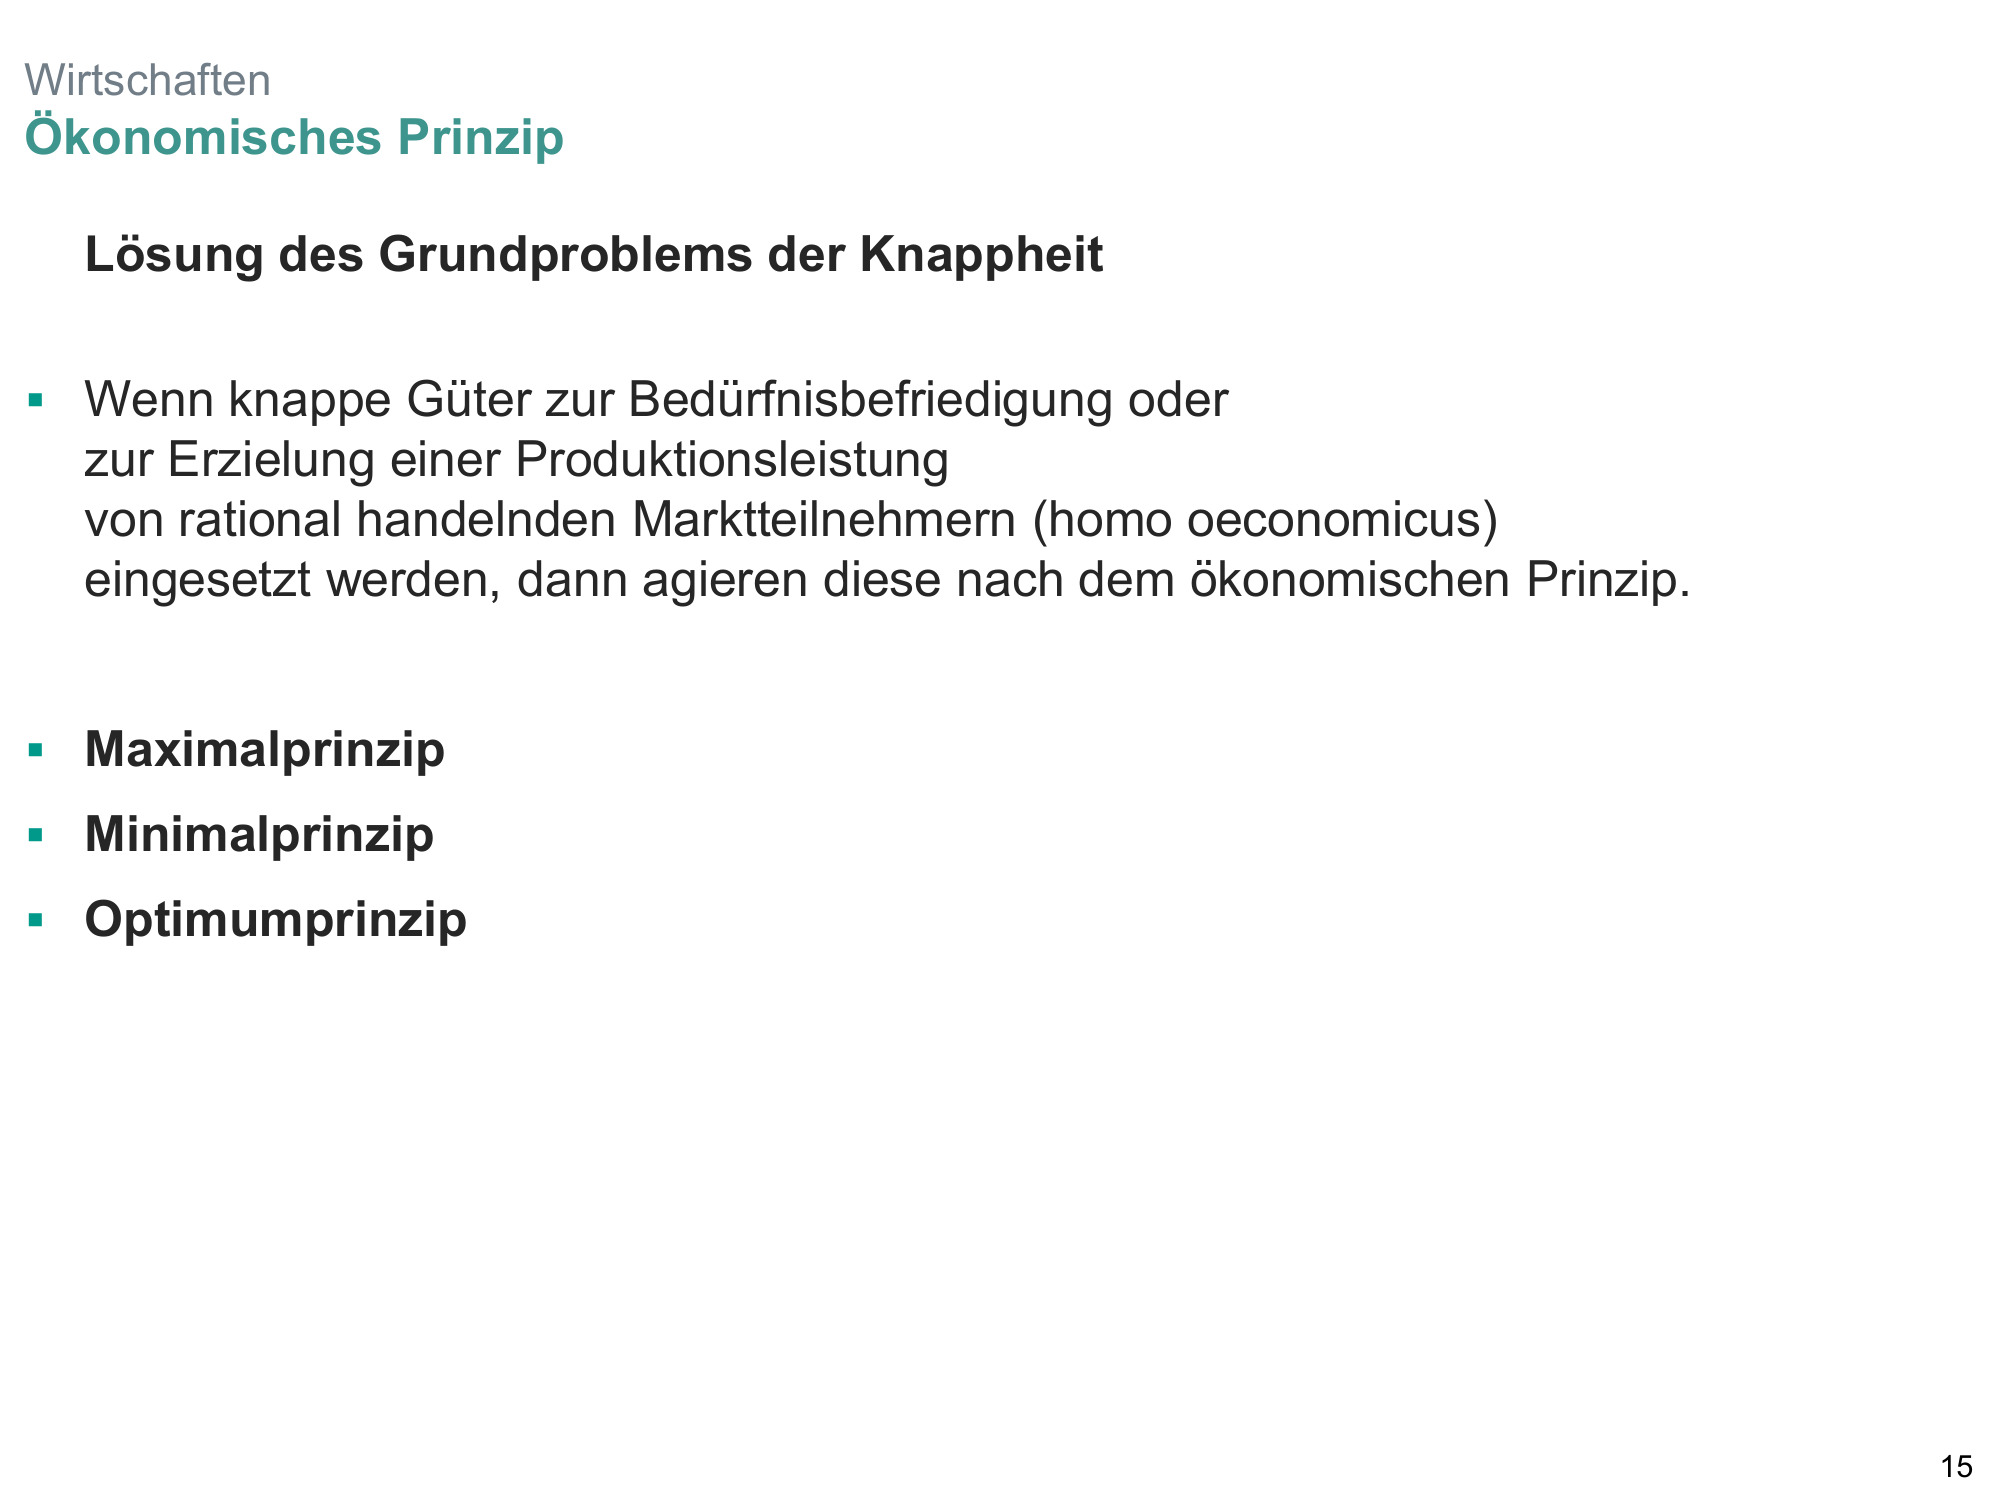 Wirtschaften
Ökonomisches Prinzip
Lösung des Grundproblems der Knappheit
▪ Wenn knappe Güter zur Bedürfnisbefriedigung oder
zur Erzielung einer Produktionsleistung
von rational handelnden Marktteilnehmern (homo oeconomicus)
eingesetzt werden, dann agieren diese nach dem ökonomischen Prinzip.
▪ Maximalprinzip
▪ Minimalprinzip
▪ Optimumprinzip
15